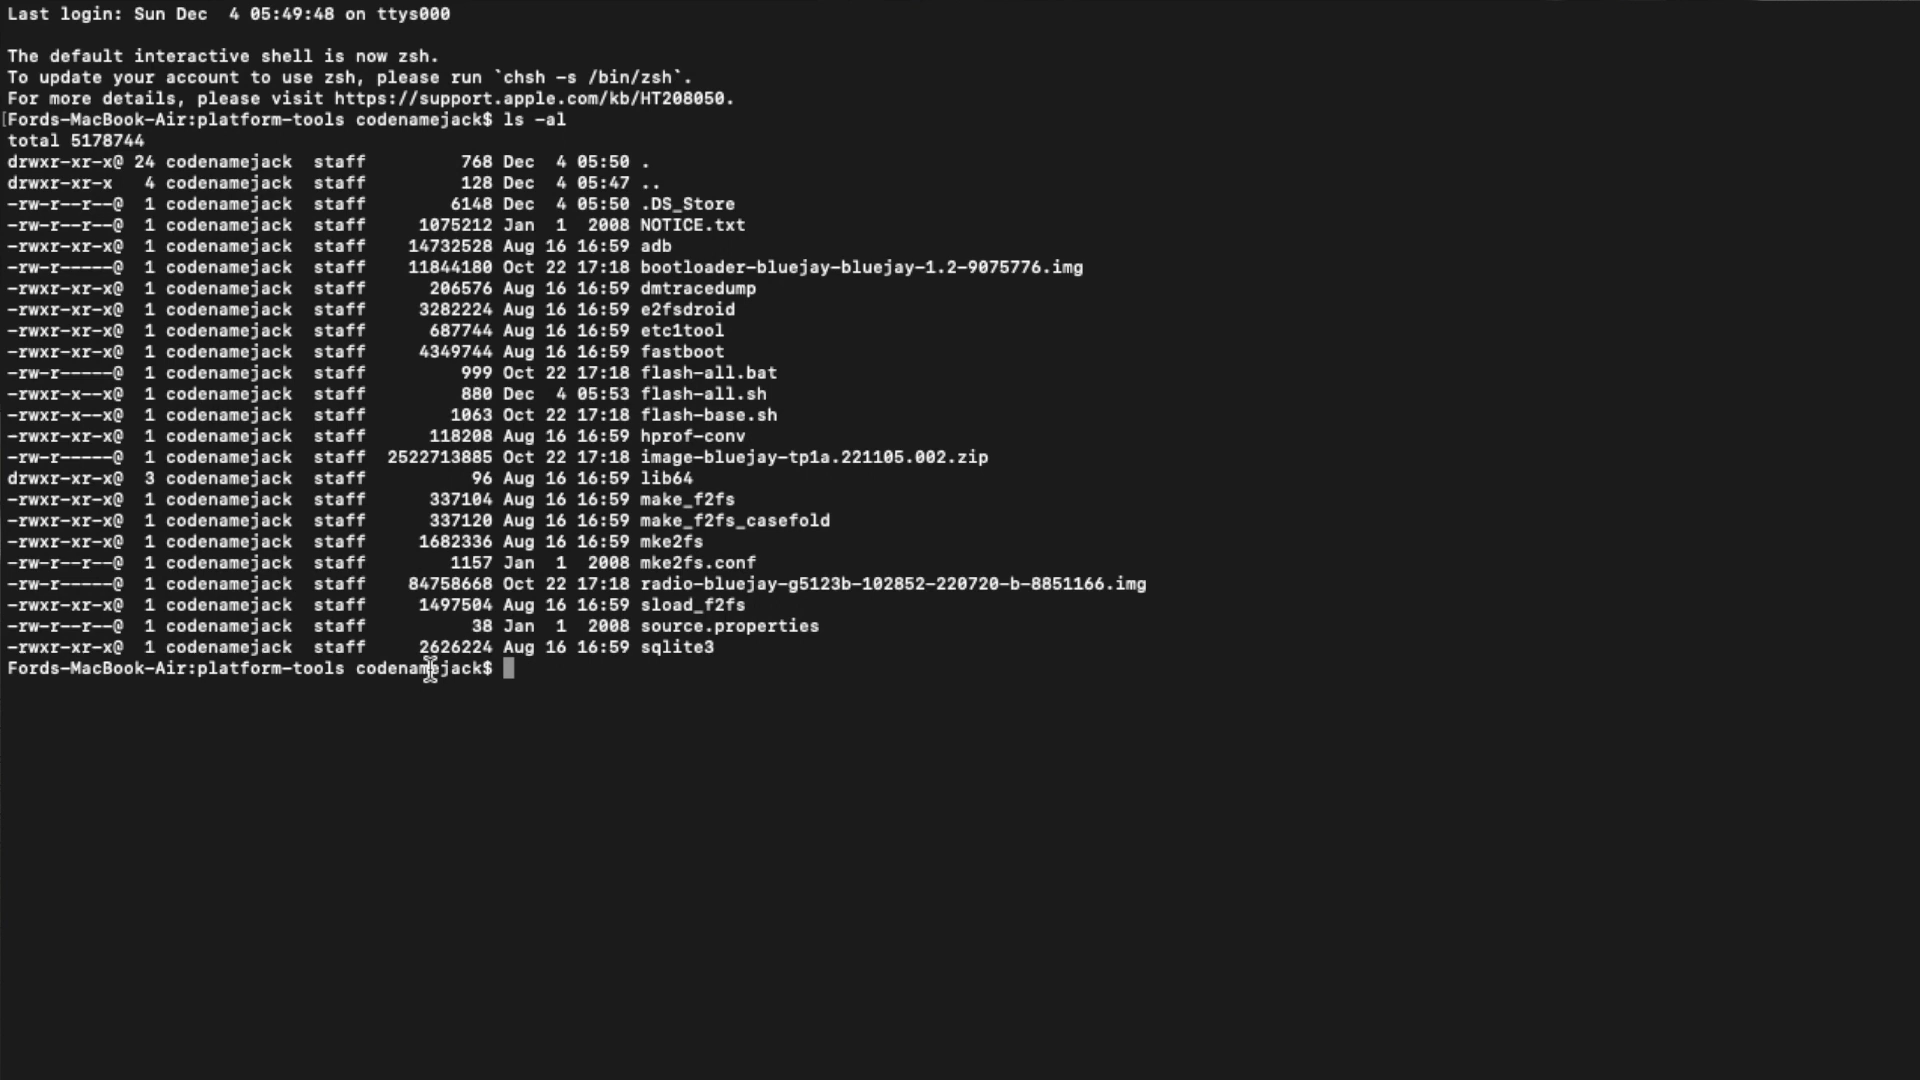 Last login: Sun Dec  4 05:49:48 on ttys000
The default interactive shell is now zsh.
To update your account to use zsh, please run `chsh -s /bin/zsh`.
For more details, please visit https://support.apple.com/kb/HT208050.
[Fords-MacBook-Air:platform-tools codenamejack$ ls -al
total 5178744
drwxr-xr-x@ 24 codenamejack  staff         768 Dec  4 05:50 .
drwxr-xr-x   4 codenamejack  staff         128 Dec  4 05:47 ..
-rw-r--r--@  1 codenamejack  staff        6148 Dec  4 05:50 .DS_Store
-rw-r--r--@  1 codenamejack  staff     1075212 Jan  1  2008 NOTICE.txt
-rwxr-xr-x@  1 codenamejack  staff    14732528 Aug 16 16:59 adb
-rw-r-----@  1 codenamejack  staff    11844180 Oct 22 17:18 bootloader-bluejay-bluejay-1.2-9075776.img
-rwxr-xr-x@  1 codenamejack  staff      206576 Aug 16 16:59 dmtracedump
-rwxr-xr-x@  1 codenamejack  staff     3282224 Aug 16 16:59 e2fsdroid
-rwxr-xr-x@  1 codenamejack  staff      687744 Aug 16 16:59 etc1tool
-rwxr-xr-x@  1 codenamejack  staff     4349744 Aug 16 16:59 fastboot
-rw-r-----@  1 codenamejack  staff         999 Oct 22 17:18 flash-all.bat
-rwxr-x--x@  1 codenamejack  staff         880 Dec  4 05:53 flash-all.sh
-rwxr-x--x@  1 codenamejack  staff        1063 Oct 22 17:18 flash-base.sh
-rwxr-xr-x@  1 codenamejack  staff      118208 Aug 16 16:59 hprof-conv
-rw-r-----@  1 codenamejack  staff  2522713885 Oct 22 17:18 image-bluejay-tp1a.221105.002.zip
drwxr-xr-x@  3 codenamejack  staff          96 Aug 16 16:59 lib64
-rwxr-xr-x@  1 codenamejack  staff      337104 Aug 16 16:59 make_f2fs
-rwxr-xr-x@  1 codenamejack  staff      337120 Aug 16 16:59 make_f2fs_casefold
-rwxr-xr-x@  1 codenamejack  staff     1682336 Aug 16 16:59 mke2fs
-rw-r--r--@  1 codenamejack  staff        1157 Jan  1  2008 mke2fs.conf
-rw-r-----@  1 codenamejack  staff    84758668 Oct 22 17:18 radio-bluejay-g5123b-102852-220720-b-8851166.img
-rwxr-xr-x@  1 codenamejack  staff     1497504 Aug 16 16:59 sload_f2fs
-rw-r--r--@  1 codenamejack  staff          38 Jan  1  2008 source.properties
-rwxr-xr-x@  1 codenamejack  staff     2626224 Aug 16 16:59 sqlite3
Fords-MacBook-Air:platform-tools codenamejack$